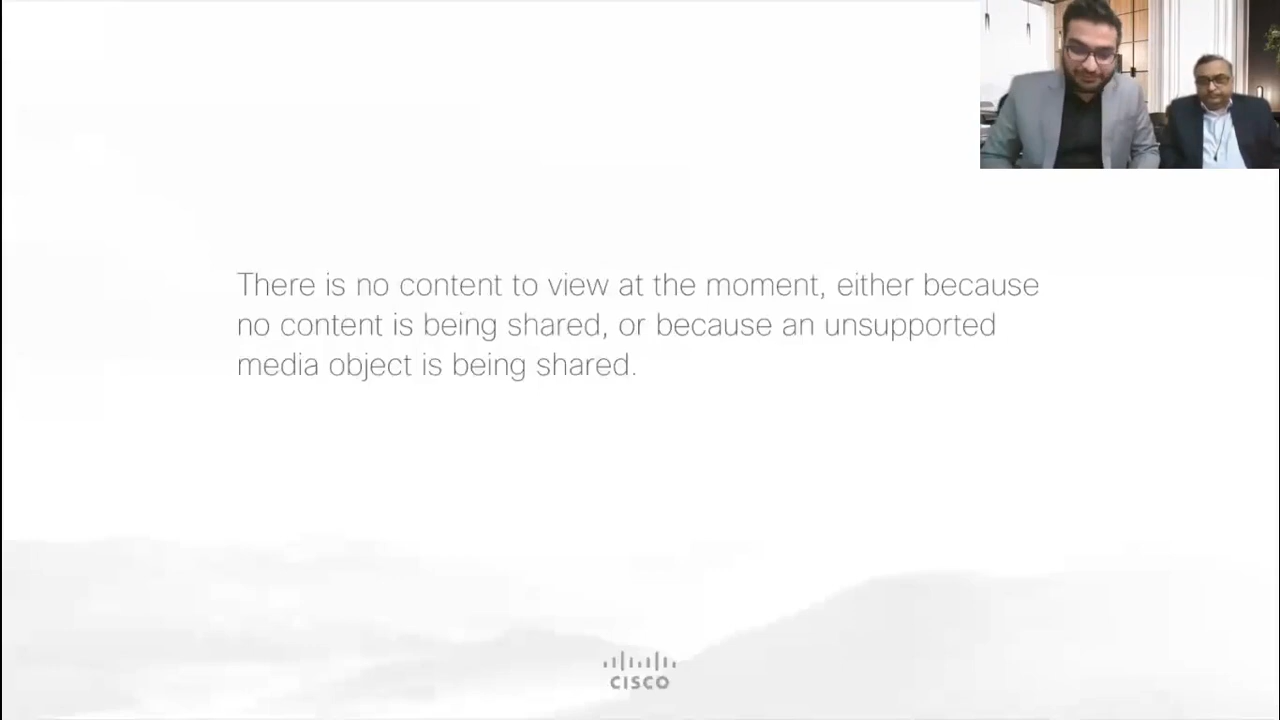 There is no content to view at the moment, either because
no content is being shared, or because an unsupported
media object is being shared.
CISCO